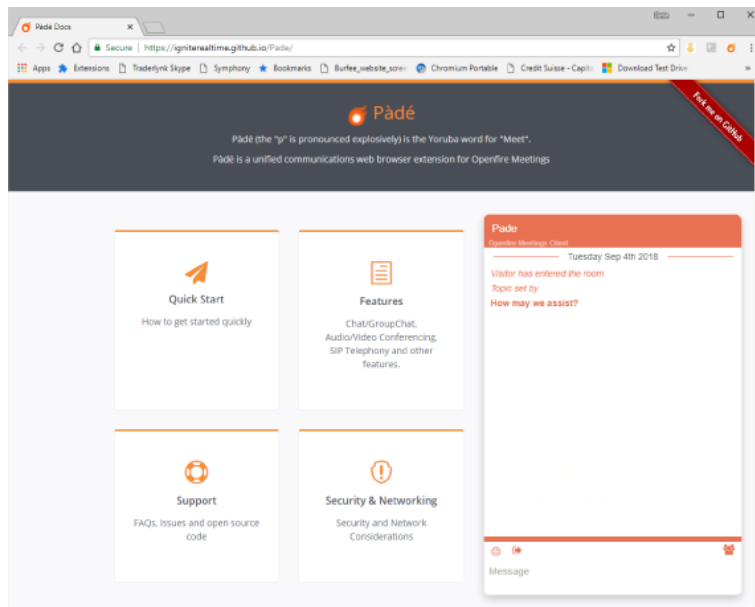 Pàdé Docs
Secure | https://igniterealtime.github.io/Pade/
Apps Extensions Traderlynk Skype Symphony Bookmarks Burfee_website_scree Chromium Portable Credit Suisse - Capit Download Test Driv
Fork me on GitHub
Pàdé
Pàdé (the "p" is pronounced explosively) is the Yoruba word for "Meet".
Pàdé is a unified communications web browser extension for Openfire Meetings
Quick Start
How to get started quickly
Features
Chat/GroupChat,
Audio/Video Conferencing,
SIP Telephony and other
features.
Support
FAQs, Issues and open source
code
Security & Networking
Security and Network
Considerations
Pade
Openfire Meetings Client
Tuesday Sep 4th 2018
Visitor has entered the room
Topic set by
How may we assist?
Message